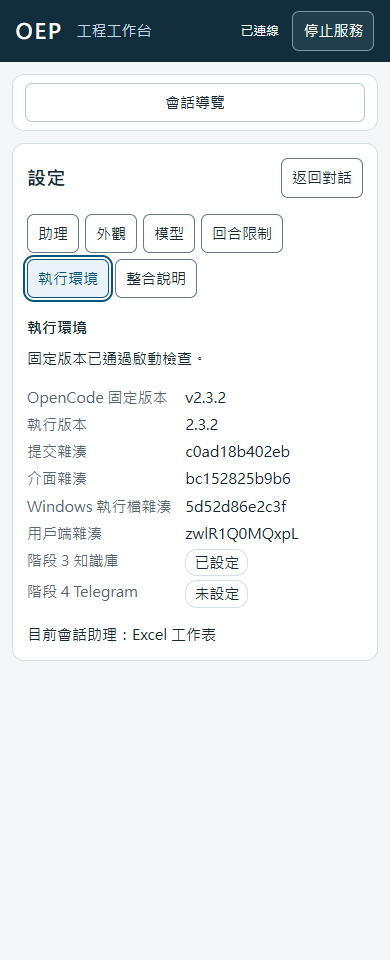 OEP 工程工作台 已連線 停止服務
會話導覽
設定 返回對話
助理 外觀 模型 回合限制
執行環境 整合說明
執行環境
固定版本已通過啟動檢查。
OpenCode 固定版本 v2.3.2
執行版本 2.3.2
提交雜湊 c0ad18b402eb
介面雜湊 bc152825b9b6
Windows 執行檔雜湊 5d52d86e2c3f
用戶端雜湊 zwlR1Q0MQxpL
階段 3 知識庫 已設定
階段 4 Telegram 未設定
目前會話助理：Excel 工作表